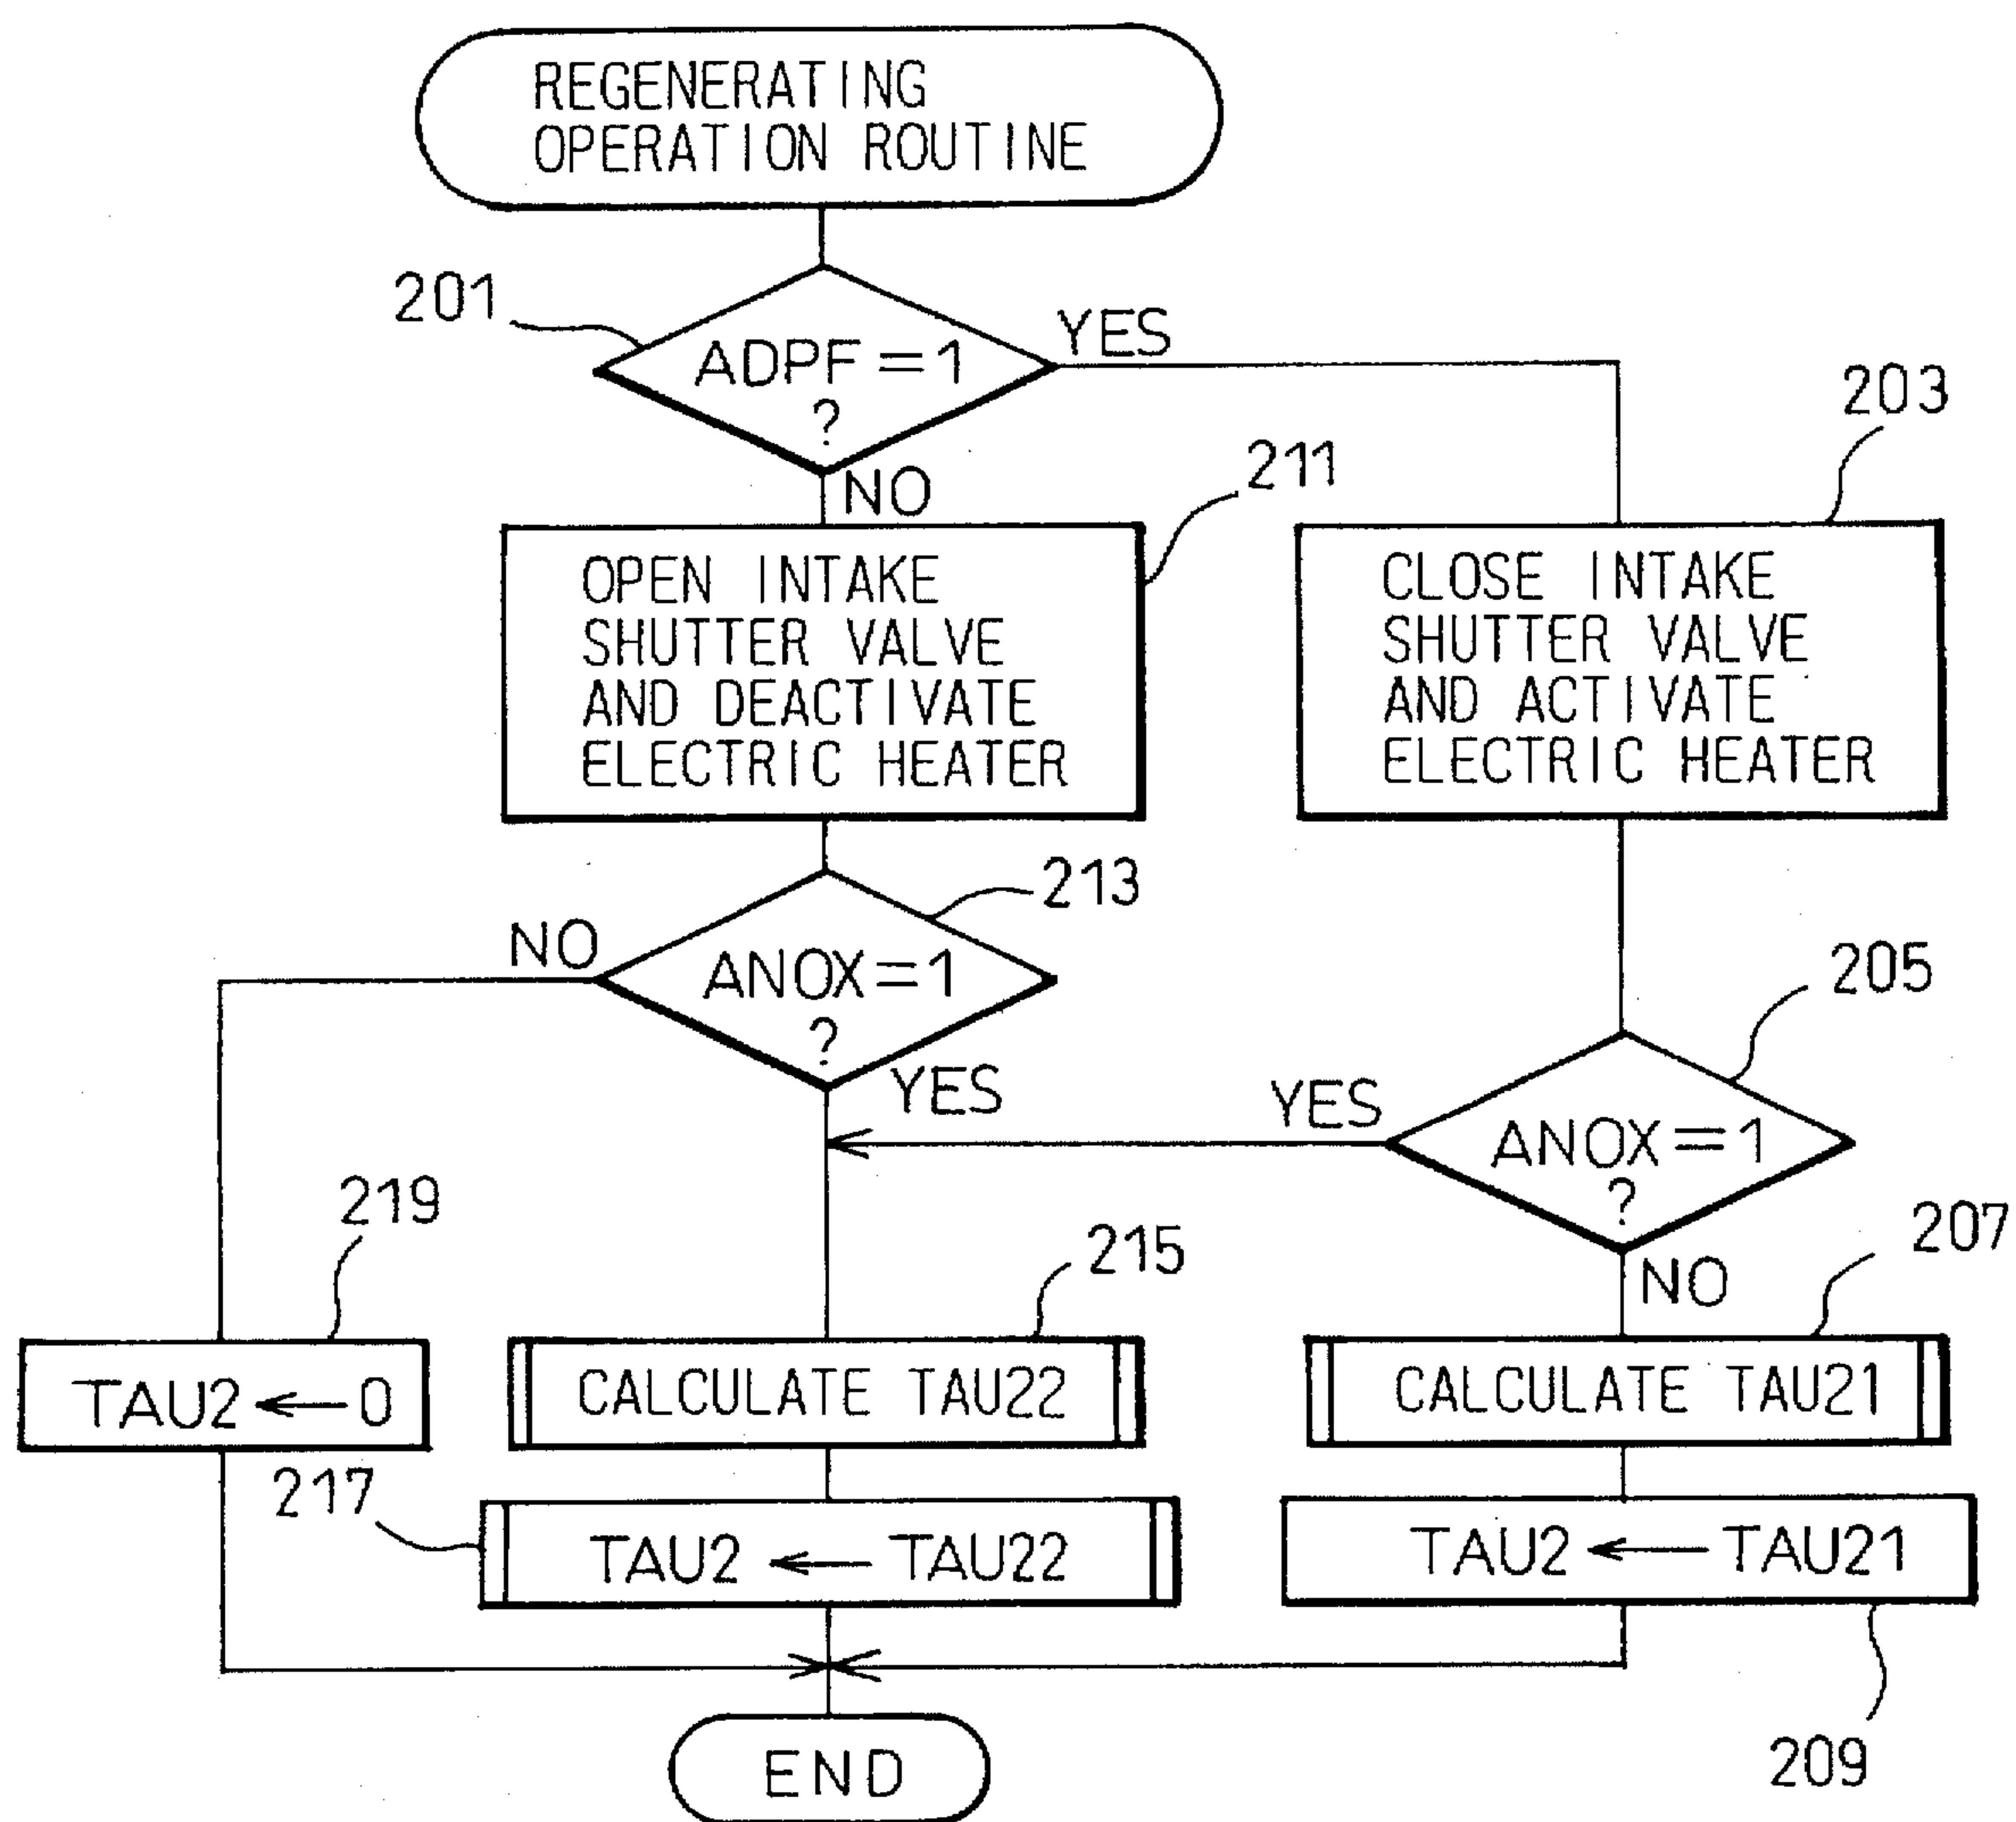 REGENERATING
OPERATION ROUTINE
201
ADPF = 1
?
YES
NO
203
211
OPEN INTAKE
SHUTTER VALVE
AND DEACTIVATE
ELECTRIC HEATER
CLOSE INTAKE
SHUTTER VALVE
AND ACTIVATE
ELECTRIC HEATER
213
NO
ANOX=1
?
YES
205
YES
ANOX=1
?
NO
219
215
207
TAU2 ← 0
CALCULATE TAU22
CALCULATE TAU21
217
TAU2 ← TAU22
TAU2 ← TAU21
209
END